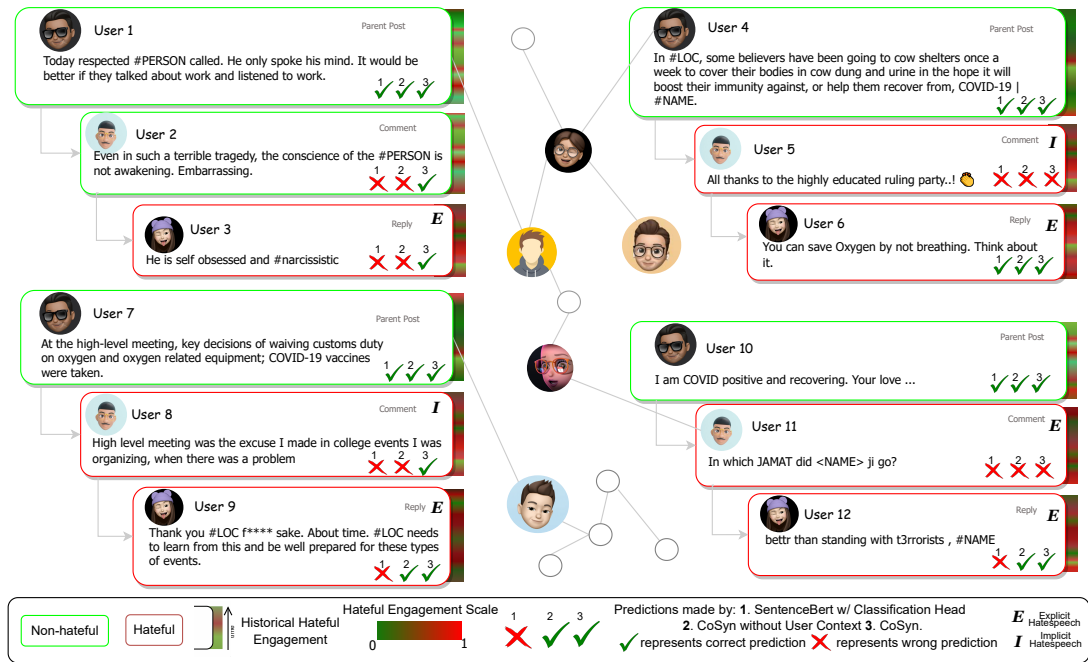 User 1
Parent Post
Today respected #PERSON called. He only spoke his mind. It would be
better if they talked about work and listened to work.
1 2 3
User 2
Comment
Even in such a terrible tragedy, the conscience of the #PERSON is
not awakening. Embarrassing.
1 2 3
User 3
Reply E
He is self obsessed and #narcissistic
1 2 3
User 4
Parent Post
In #LOC, some believers have been going to cow shelters once a
week to cover their bodies in cow dung and urine in the hope it will
boost their immunity against, or help them recover from, COVID-19 |
#NAME.
1 2 3
User 5
Comment I
All thanks to the highly educated ruling party..! 👏
1 2 3
User 6
Reply E
You can save Oxygen by not breathing. Think about
it.
1 2 3
User 7
Parent Post
At the high-level meeting, key decisions of waiving customs duty
on oxygen and oxygen related equipment; COVID-19 vaccines
were taken.
1 2 3
User 8
Comment I
High level meeting was the excuse I made in college events I was
organizing, when there was a problem
1 2 3
User 9
Reply E
Thank you #LOC f**** sake. About time. #LOC needs
to learn from this and be well prepared for these types
of events.
1 2 3
User 10
Parent Post
I am COVID positive and recovering. Your love ...
1 2 3
User 11
Comment E
In which JAMAT did <NAME> ji go?
1 2 3
User 12
Reply E
bettr than standing with t3rrorists , #NAME
1 2 3
Non-hateful
Hateful
Historical Hateful
Engagement
Hateful Engagement Scale
0 1
1 2 3
Predictions made by: 1. SentenceBert w/ Classification Head
2. CoSyn without User Context 3. CoSyn.
represents correct prediction represents wrong prediction
E Explicit
Hatespeech
I Implicit
Hatespeech